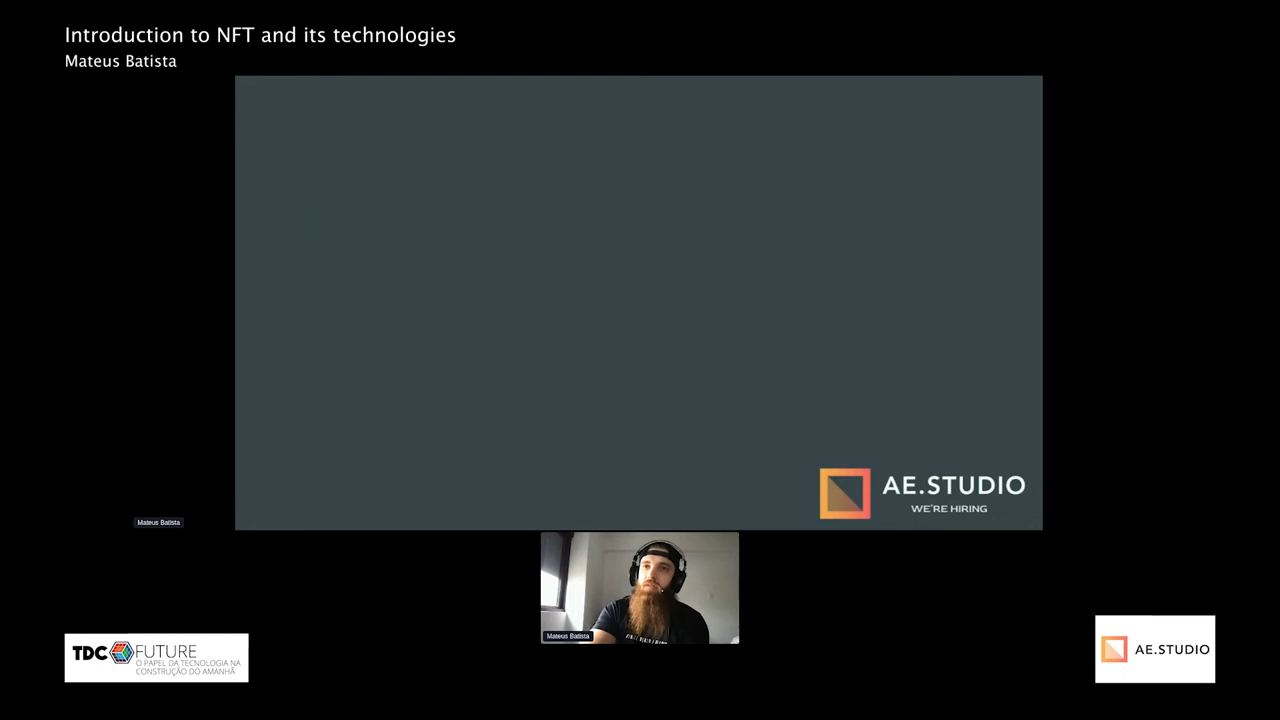 Introduction to NFT and its technologies
Mateus Batista
AE.STUDIO
WE'RE HIRING
Mateus Batista
Mateus Batista
TDC FUTURE
O PAPEL DA TECNOLOGIA NA
CONSTRUÇÃO DO AMANHÃ
AE.STUDIO